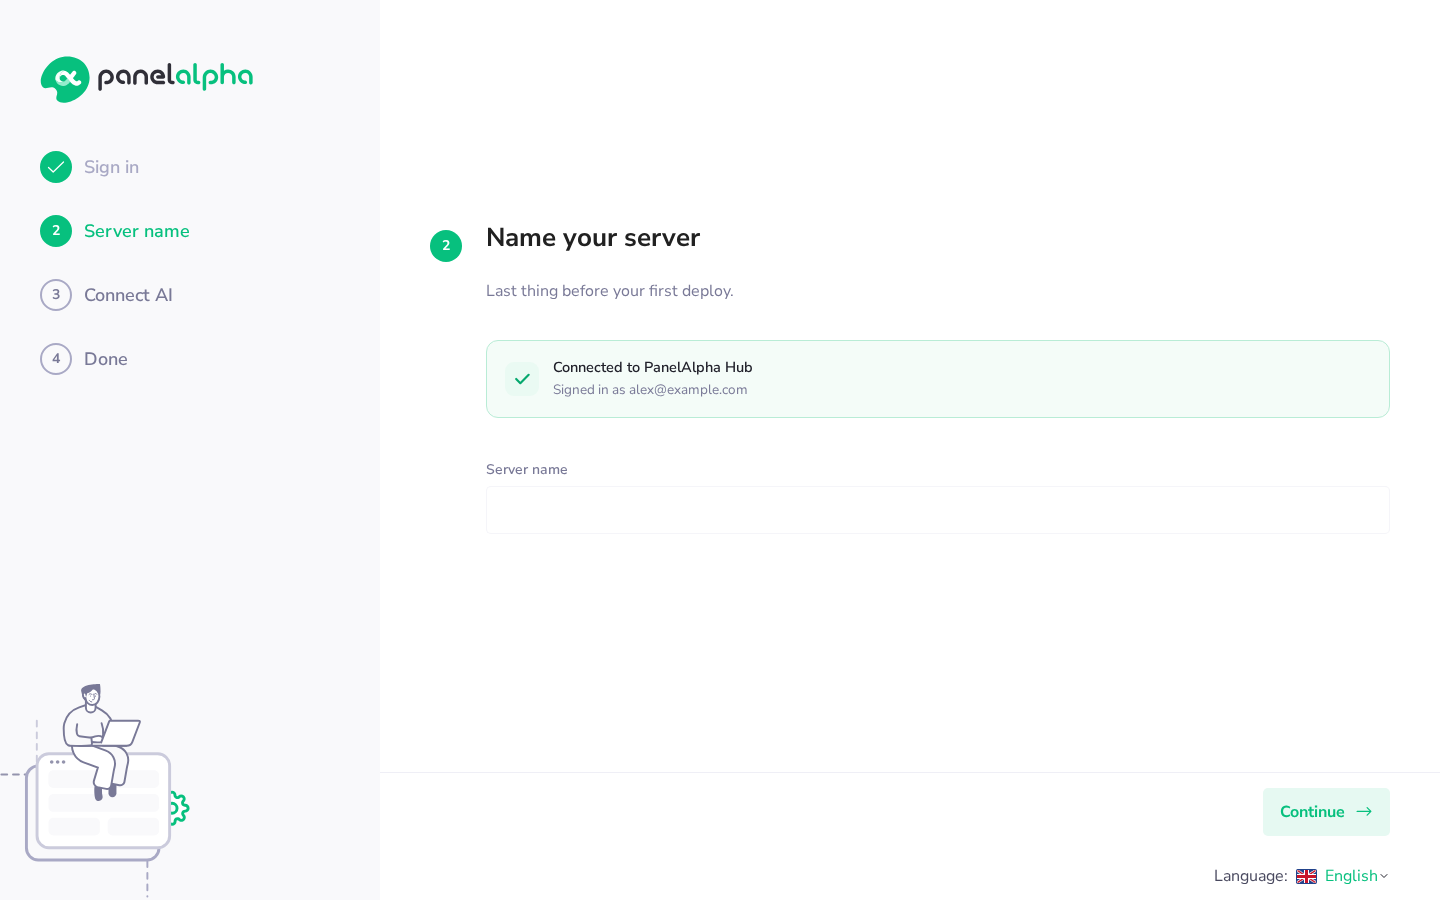 panelalpha
Sign in
2 Server name
3 Connect AI
4 Done
2 Name your server
Last thing before your first deploy.
Connected to PanelAlpha Hub
Signed in as alex@example.com
Server name
Continue
Language: English